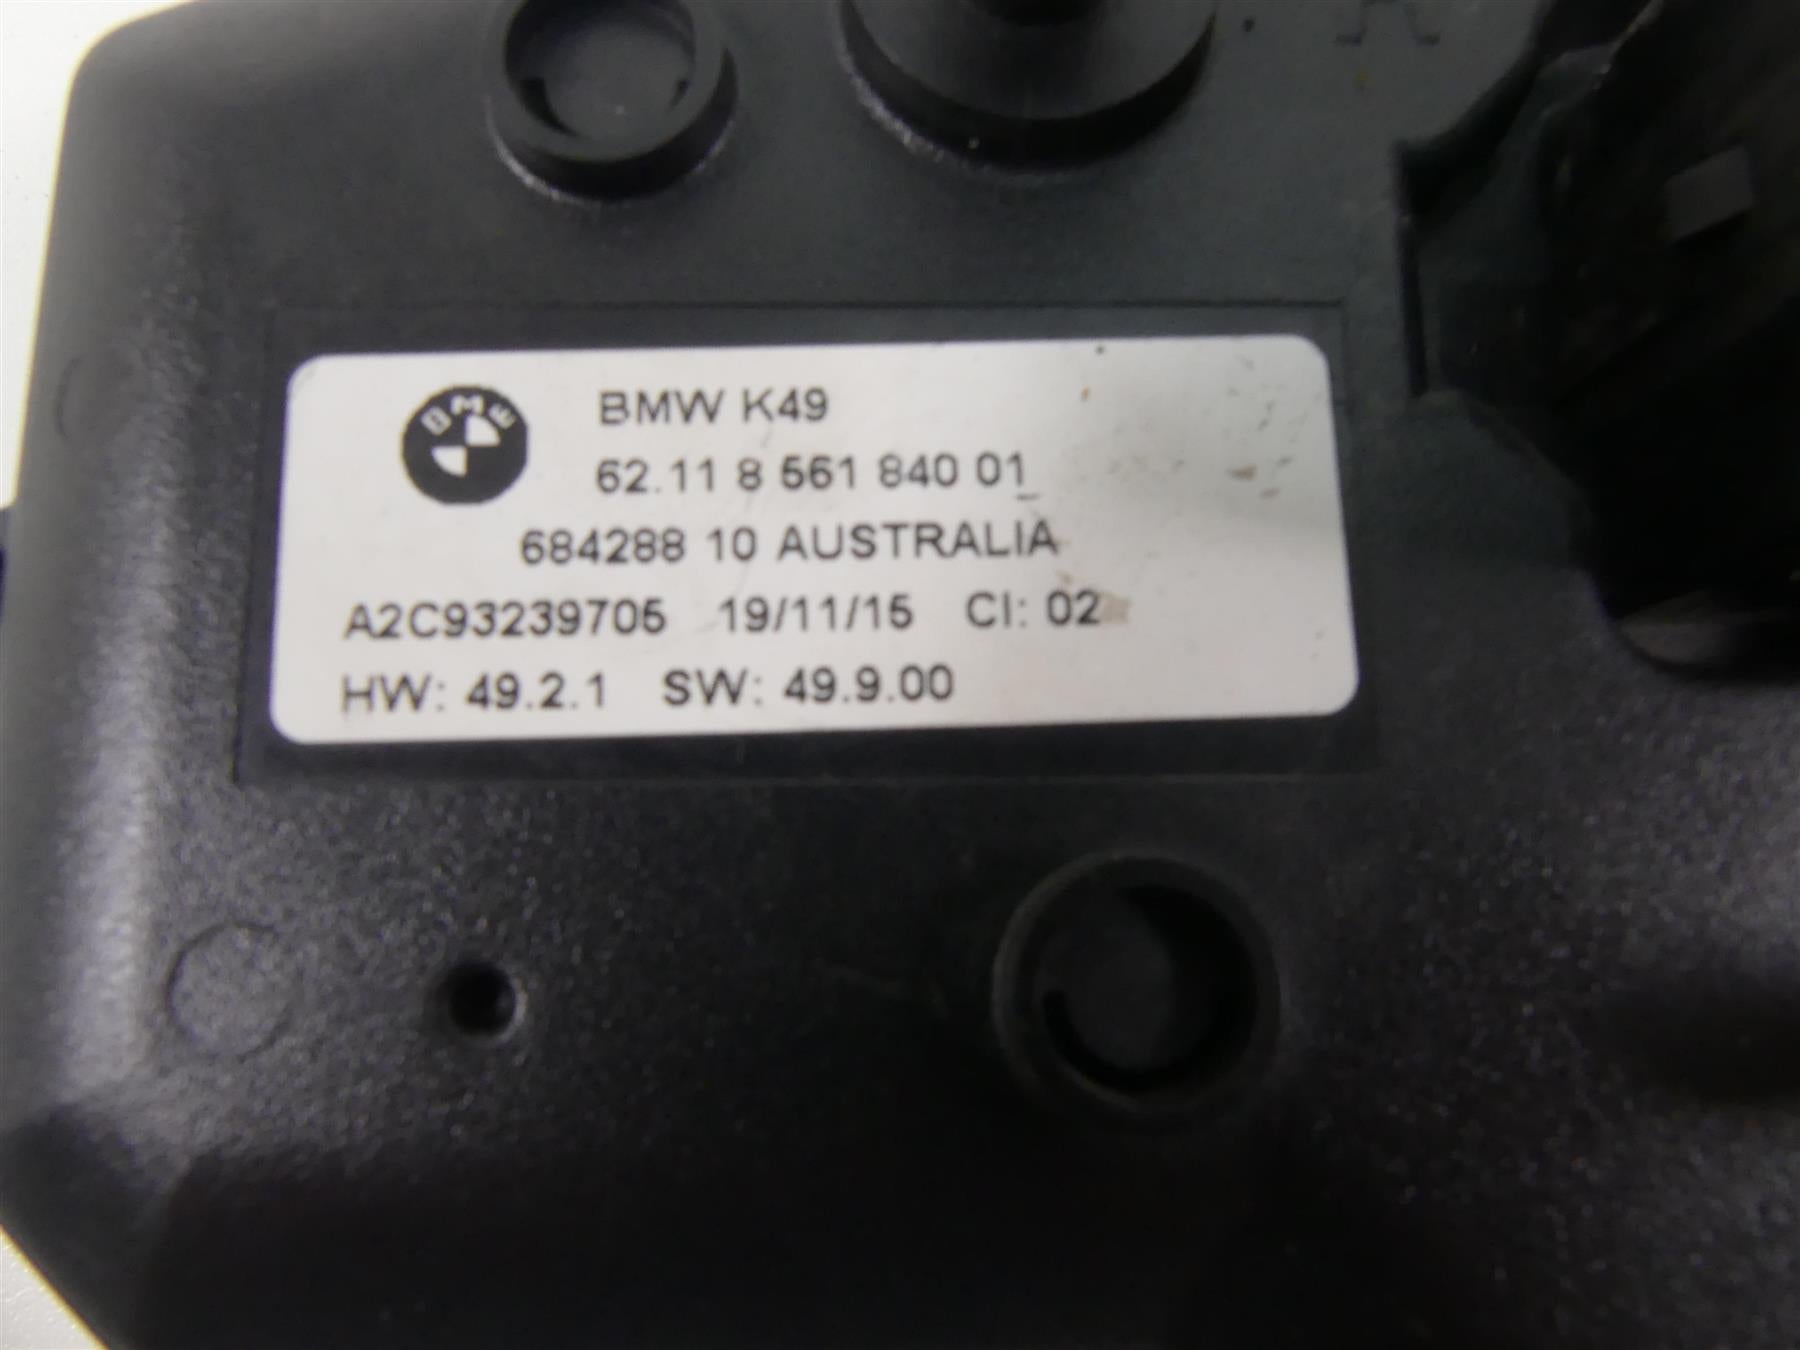 BMW
BMW K49
62.11 8 561 840 01
684288 10 AUSTRALIA
A2C93239705 19/11/15 CI: 02
HW: 49.2.1 SW: 49.9.00